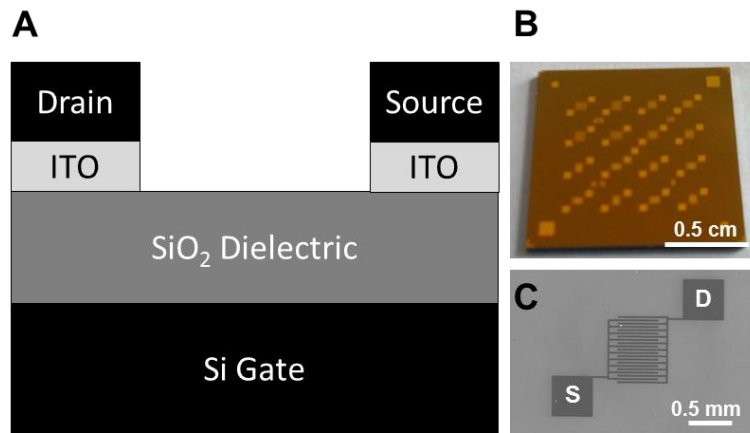 A
Drain
Source
ITO
ITO
SiO₂ Dielectric
Si Gate
B
0.5 cm
C
D
S
0.5 mm